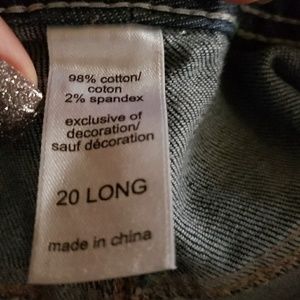 98% cotton/
coton
2% spandex
exclusive of
decoration/
sauf décoration
20 LONG
made in china